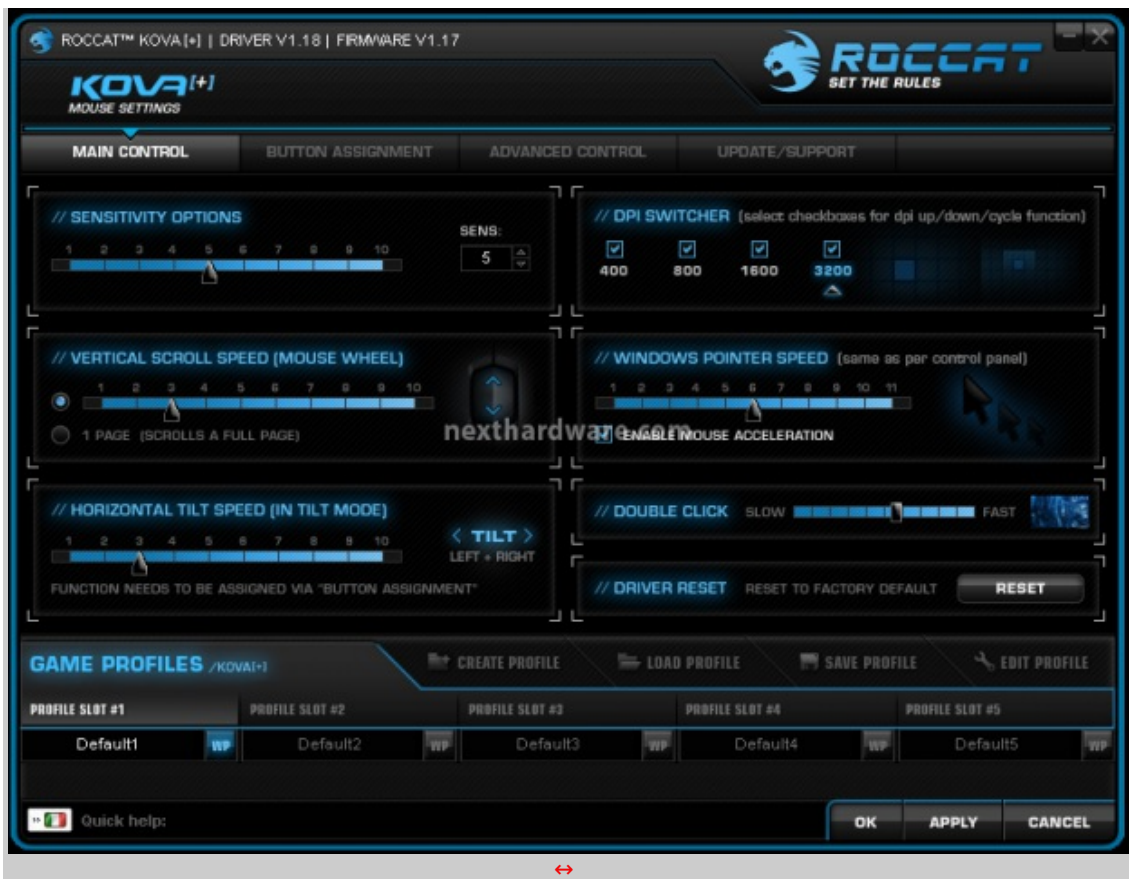 ROCCAT™ KOVA[+] | DRIVER V1.18 | FIRMWARE V1.17
ROCCAT
SET THE RULES
KOVA[+]
MOUSE SETTINGS
MAIN CONTROL BUTTON ASSIGNMENT ADVANCED CONTROL UPDATE/SUPPORT
// SENSITIVITY OPTIONS
SENS:
1 2 3 4 5 6 7 8 9 10
5
// DPI SWITCHER (select checkboxes for dpi up/down/cycle function)
400 800 1600 3200
// VERTICAL SCROLL SPEED (MOUSE WHEEL)
1 2 3 4 5 6 7 8 9 10
1 PAGE (SCROLLS A FULL PAGE)
// WINDOWS POINTER SPEED (same as per control panel)
1 2 3 4 5 6 7 8 9 10 11
ENABLE MOUSE ACCELERATION
nexthardware.com
// HORIZONTAL TILT SPEED (IN TILT MODE)
1 2 3 4 5 6 7 8 9 10
< TILT >
LEFT + RIGHT
FUNCTION NEEDS TO BE ASSIGNED VIA "BUTTON ASSIGNMENT"
// DOUBLE CLICK SLOW FAST
// DRIVER RESET RESET TO FACTORY DEFAULT RESET
GAME PROFILES /KOVA[+] CREATE PROFILE LOAD PROFILE SAVE PROFILE EDIT PROFILE
PROFILE SLOT #1 PROFILE SLOT #2 PROFILE SLOT #3 PROFILE SLOT #4 PROFILE SLOT #5
Default1 WP Default2 WP Default3 WP Default4 WP Default5 WP
Quick help:
OK APPLY CANCEL